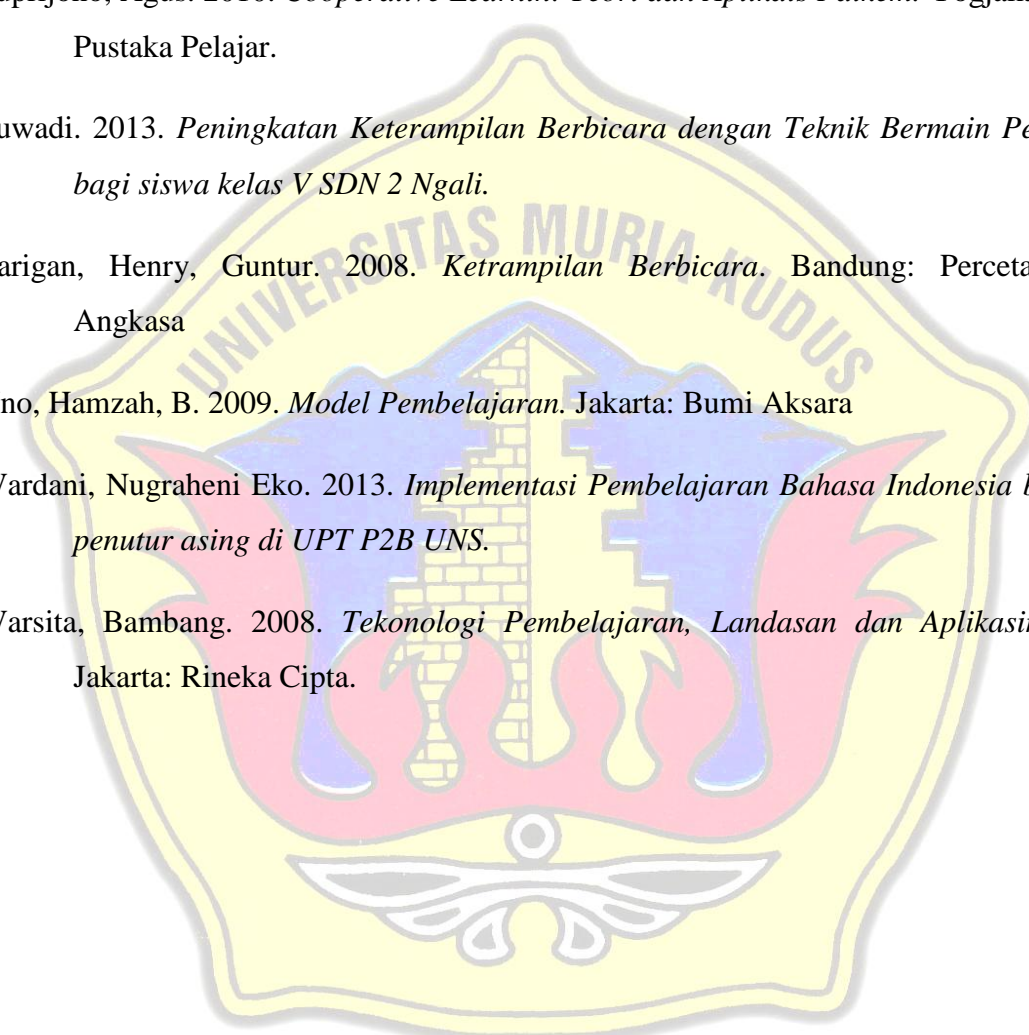 Pustaka Pelajar.
uwadi. 2013. Peningkatan Keterampilan Berbicara dengan Teknik Bermain Pe
bagi siswa kelas V SDN 2 Ngali.
arigan, Henry, Guntur. 2008. Ketrampilan Berbicara. Bandung: Perceta
Angkasa
no, Hamzah, B. 2009. Model Pembelajaran. Jakarta: Bumi Aksara
Vardani, Nugraheni Eko. 2013. Implementasi Pembelajaran Bahasa Indonesia b
penutur asing di UPT P2B UNS.
Varsita, Bambang. 2008. Tekonologi Pembelajaran, Landasan dan Aplikasin
Jakarta: Rineka Cipta.
UNIVERSITAS MURIA KUDUS